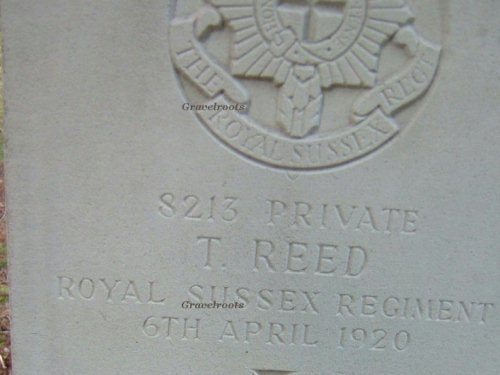 THE ROYAL SUSSEX REGT
Gravelroots
8213 PRIVATE
T. REED
ROYAL SUSSEX REGIMENT
Gravelroots
6TH APRIL 1920